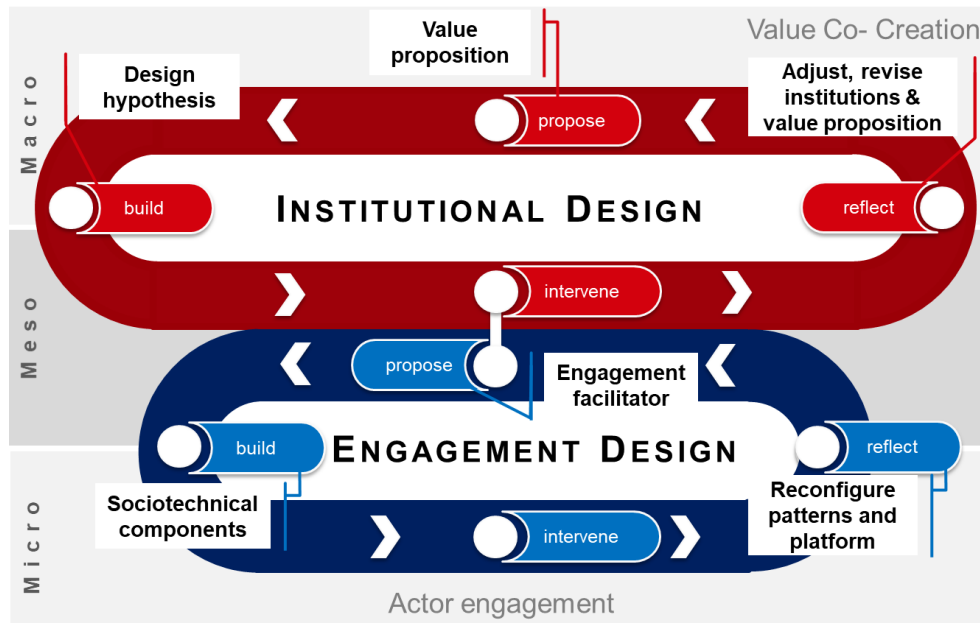 Value Co- Creation
Value
proposition
Design
hypothesis
Adjust, revise
institutions &
value proposition
Macro
propose
build
INSTITUTIONAL DESIGN
reflect
intervene
Meso
propose
Engagement
facilitator
build
ENGAGEMENT DESIGN
reflect
Sociotechnical
components
Reconfigure
patterns and
platform
intervene
Micro
Actor engagement